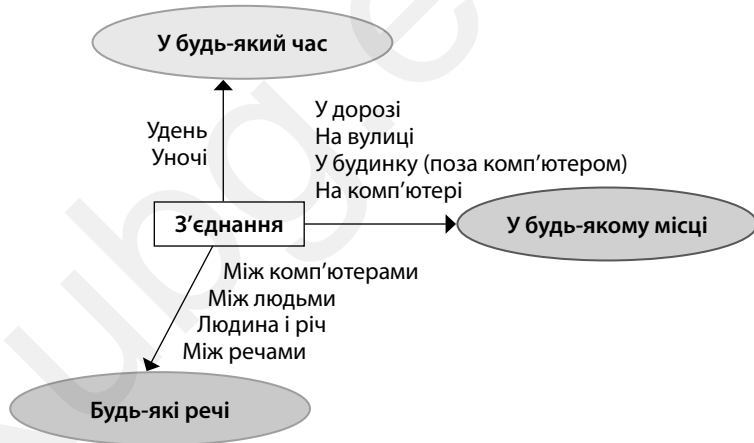 У будь-який час
Удень
Уночі
У дорозі
На вулиці
У будинку (поза комп’ютером)
На комп’ютері
З’єднання
У будь-якому місці
Між комп’ютерами
Між людьми
Людина і річ
Між речами
Будь-які речі